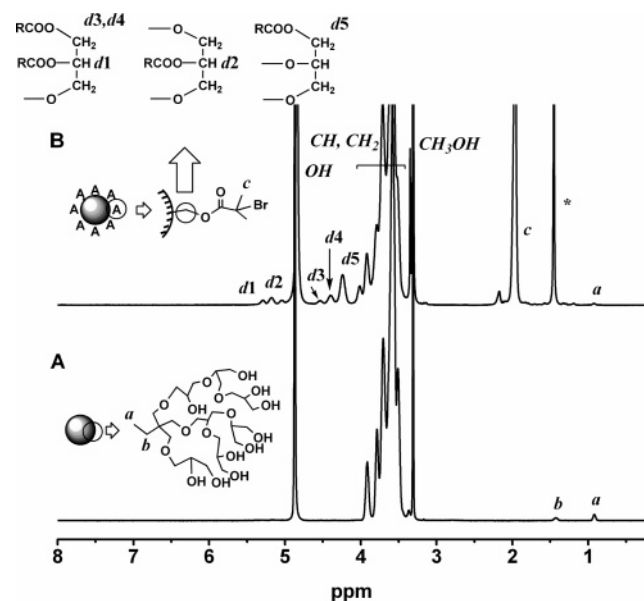 RCOO d3,d4
CH₂
RCOO-CH d1
CH₂
O
O
CH₂
RCOO-CH d2
CH₂
O
RCOO d5
CH₂
O-CH
CH₂
O
B
CH, CH₂
OH
CH₃OH
c
A A A
A A
A A A
O
Br
O
*
c
d4
d3
d5
d1
d2
a
A
a
b
O
O
O
O
O
O
O
O
O
OH
OH
OH
OH
OH
OH
OH
OH
OH
OH
OH
b
a
8 7 6 5 4 3 2 1
ppm